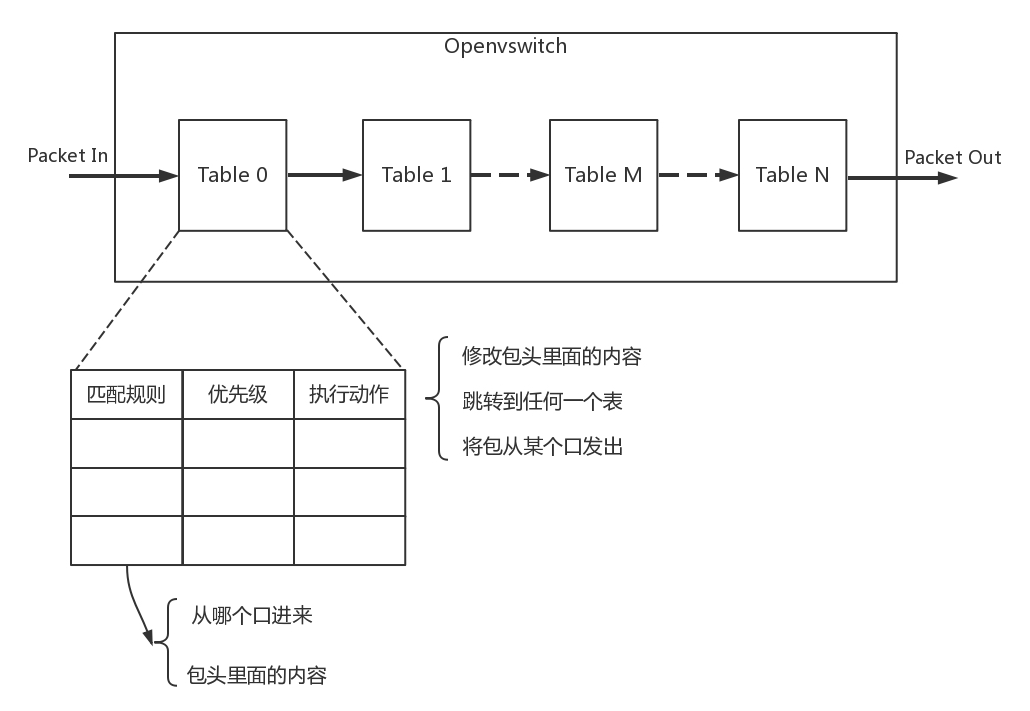 Openvswitch
Packet In
Table 0
Table 1
Table M
Table N
Packet Out
匹配规则
优先级
执行动作
修改包头里面的内容
跳转到任何一个表
将包从某个口发出
从哪个口进来
包头里面的内容